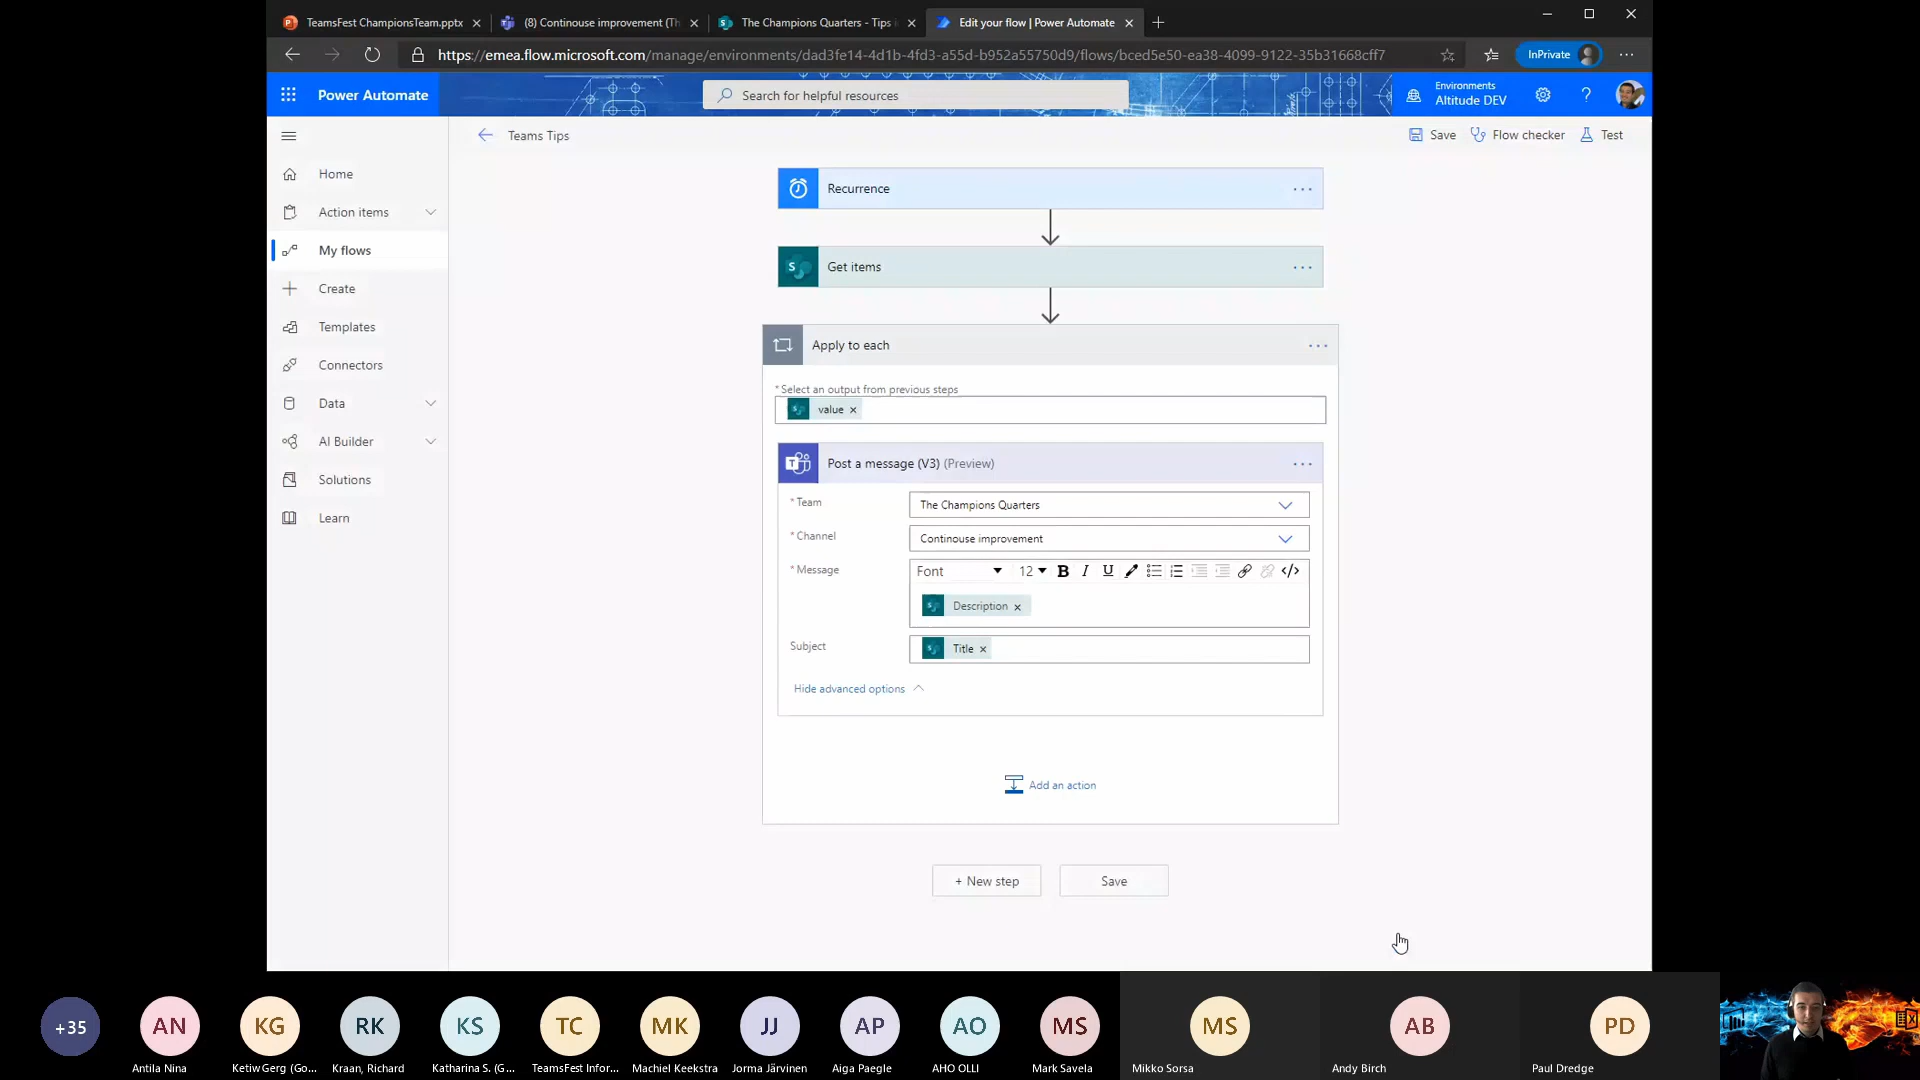 TeamsFest ChampionsTeam.pptx
(8) Continouse improvement (Th
The Champions Quarters - Tips
Edit your flow | Power Automate
https://emea.flow.microsoft.com/manage/environments/dad3fe14-4d1b-4fd3-a55d-b952a55750d9/flows/bced5e50-ea38-4099-9122-35b31668cff7
InPrivate
Power Automate
Search for helpful resources
Environments
Altitude DEV
Teams Tips
Save
Flow checker
Test
Home
Action items
My flows
Create
Templates
Connectors
Data
AI Builder
Solutions
Learn
Recurrence
Get items
Apply to each
* Select an output from previous steps
value
Post a message (V3) (Preview)
* Team
The Champions Quarters
* Channel
Continouse improvement
* Message
Font
12
B I U
Description
Subject
Title
Hide advanced options
Add an action
+ New step
Save
+35
AN
KG
RK
KS
TC
MK
JJ
AP
AO
MS
MS
AB
PD
Antila Nina
Ketiw Gerg (Go...
Kraan, Richard
Katharina S. (G...
TeamsFest Infor...
Machiel Keekstra
Jorma Järvinen
Aiga Paegle
AHO OLLI
Mark Savela
Mikko Sorsa
Andy Birch
Paul Dredge